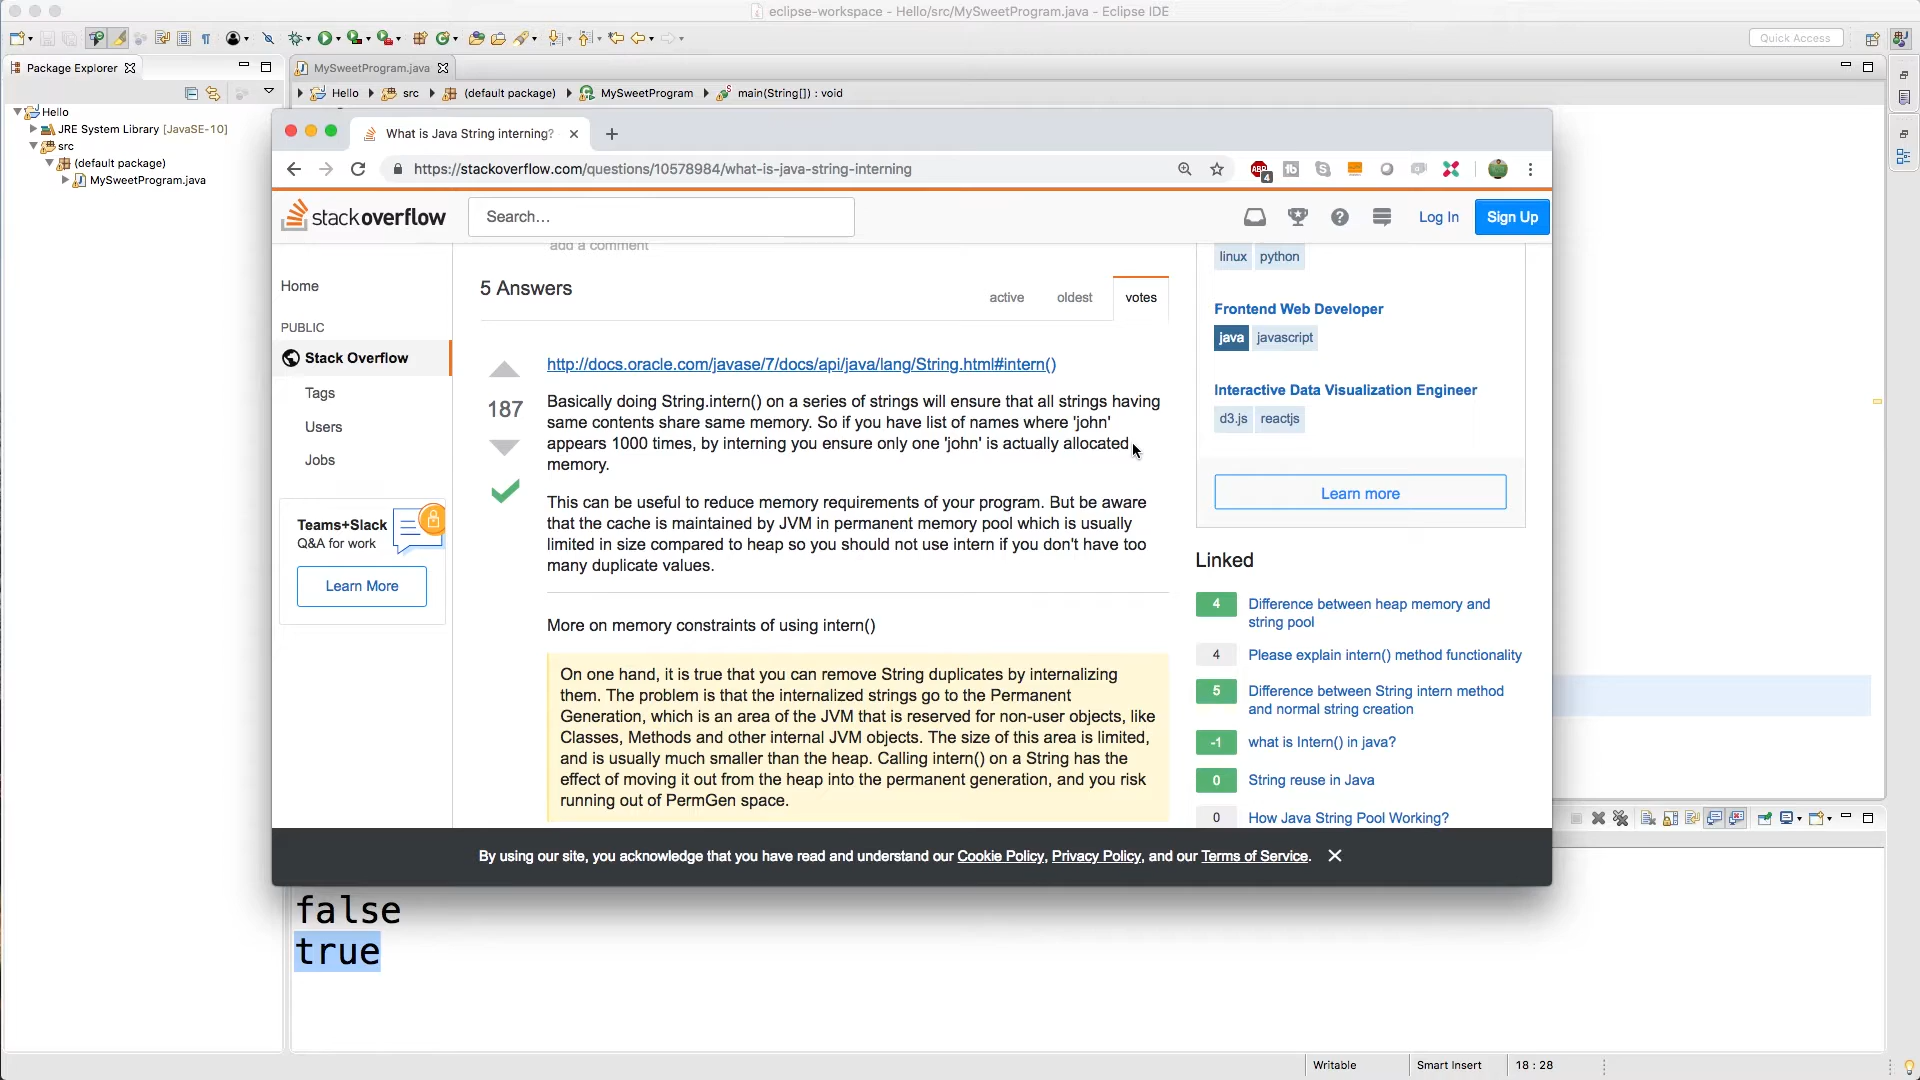 eclipse-workspace - Hello/src/MySweetProgram.java - Eclipse IDE
Quick Access
Package Explorer
MySweetProgram.java
Hello
src
(default package)
MySweetProgram
main(String[]) : void
Hello
JRE System Library [JavaSE-10]
src
(default package)
MySweetProgram.java
What is Java String interning?
https://stackoverflow.com/questions/10578984/what-is-java-string-interning
ABP
4
tb
stackoverflow
Search…
Log In
Sign Up
Home
PUBLIC
Stack Overflow
Tags
Users
Jobs
Teams+Slack
Q&A for work
Learn More
add a comment
5 Answers
active
oldest
votes
187
http://docs.oracle.com/javase/7/docs/api/java/lang/String.html#intern()
Basically doing String.intern() on a series of strings will ensure that all strings having
same contents share same memory. So if you have list of names where 'john'
appears 1000 times, by interning you ensure only one 'john' is actually allocated
memory.
This can be useful to reduce memory requirements of your program. But be aware
that the cache is maintained by JVM in permanent memory pool which is usually
limited in size compared to heap so you should not use intern if you don't have too
many duplicate values.
More on memory constraints of using intern()
On one hand, it is true that you can remove String duplicates by internalizing
them. The problem is that the internalized strings go to the Permanent
Generation, which is an area of the JVM that is reserved for non-user objects, like
Classes, Methods and other internal JVM objects. The size of this area is limited,
and is usually much smaller than the heap. Calling intern() on a String has the
effect of moving it out from the heap into the permanent generation, and you risk
running out of PermGen space.
linux python
Frontend Web Developer
java javascript
Interactive Data Visualization Engineer
d3.js reactjs
Learn more
Linked
4 Difference between heap memory and
string pool
4 Please explain intern() method functionality
5 Difference between String intern method
and normal string creation
-1 what is Intern() in java?
0 String reuse in Java
0 How Java String Pool Working?
By using our site, you acknowledge that you have read and understand our Cookie Policy, Privacy Policy, and our Terms of Service.
false
true
Writable
Smart Insert
18 : 28